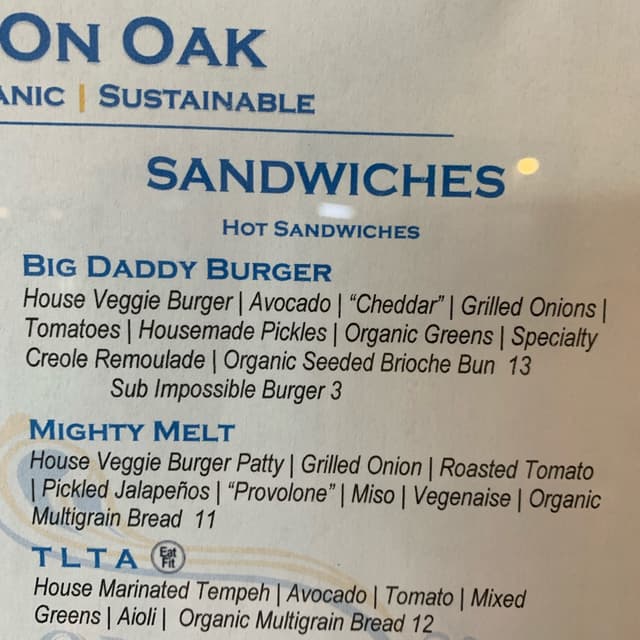 ON OAK
ANIC | SUSTAINABLE
SANDWICHES
HOT SANDWICHES
BIG DADDY BURGER
House Veggie Burger | Avocado | “Cheddar” | Grilled Onions |
Tomatoes | Housemade Pickles | Organic Greens | Specialty
Creole Remoulade | Organic Seeded Brioche Bun 13
Sub Impossible Burger 3
MIGHTY MELT
House Veggie Burger Patty | Grilled Onion | Roasted Tomato
| Pickled Jalapeños | “Provolone” | Miso | Vegenaise | Organic
Multigrain Bread 11
TLTA Eat Fit
House Marinated Tempeh | Avocado | Tomato | Mixed
Greens | Aioli | Organic Multigrain Bread 12